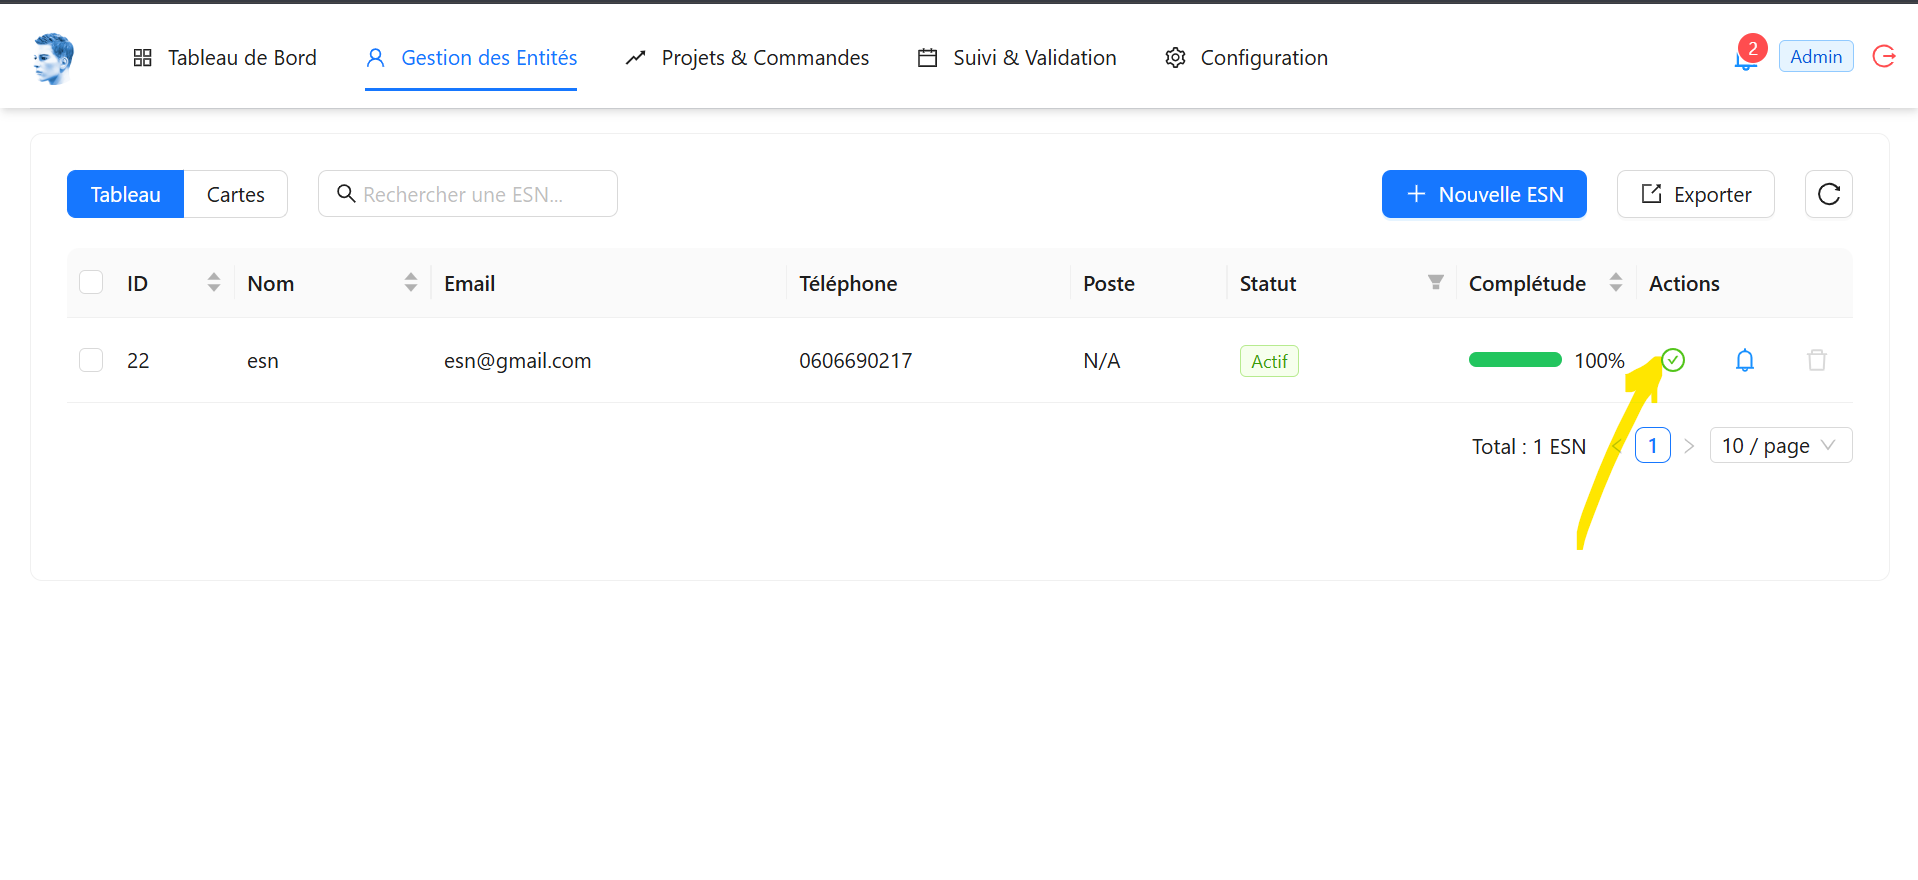 Tableau de Bord
Gestion des Entités
Projets & Commandes
Suivi & Validation
Configuration
2
Admin
Tableau
Cartes
Rechercher une ESN...
Nouvelle ESN
Exporter
ID Nom Email Téléphone Poste Statut Complétude Actions
22 esn esn@gmail.com 0606690217 N/A Actif 100%
Total : 1 ESN < 1 > 10 / page